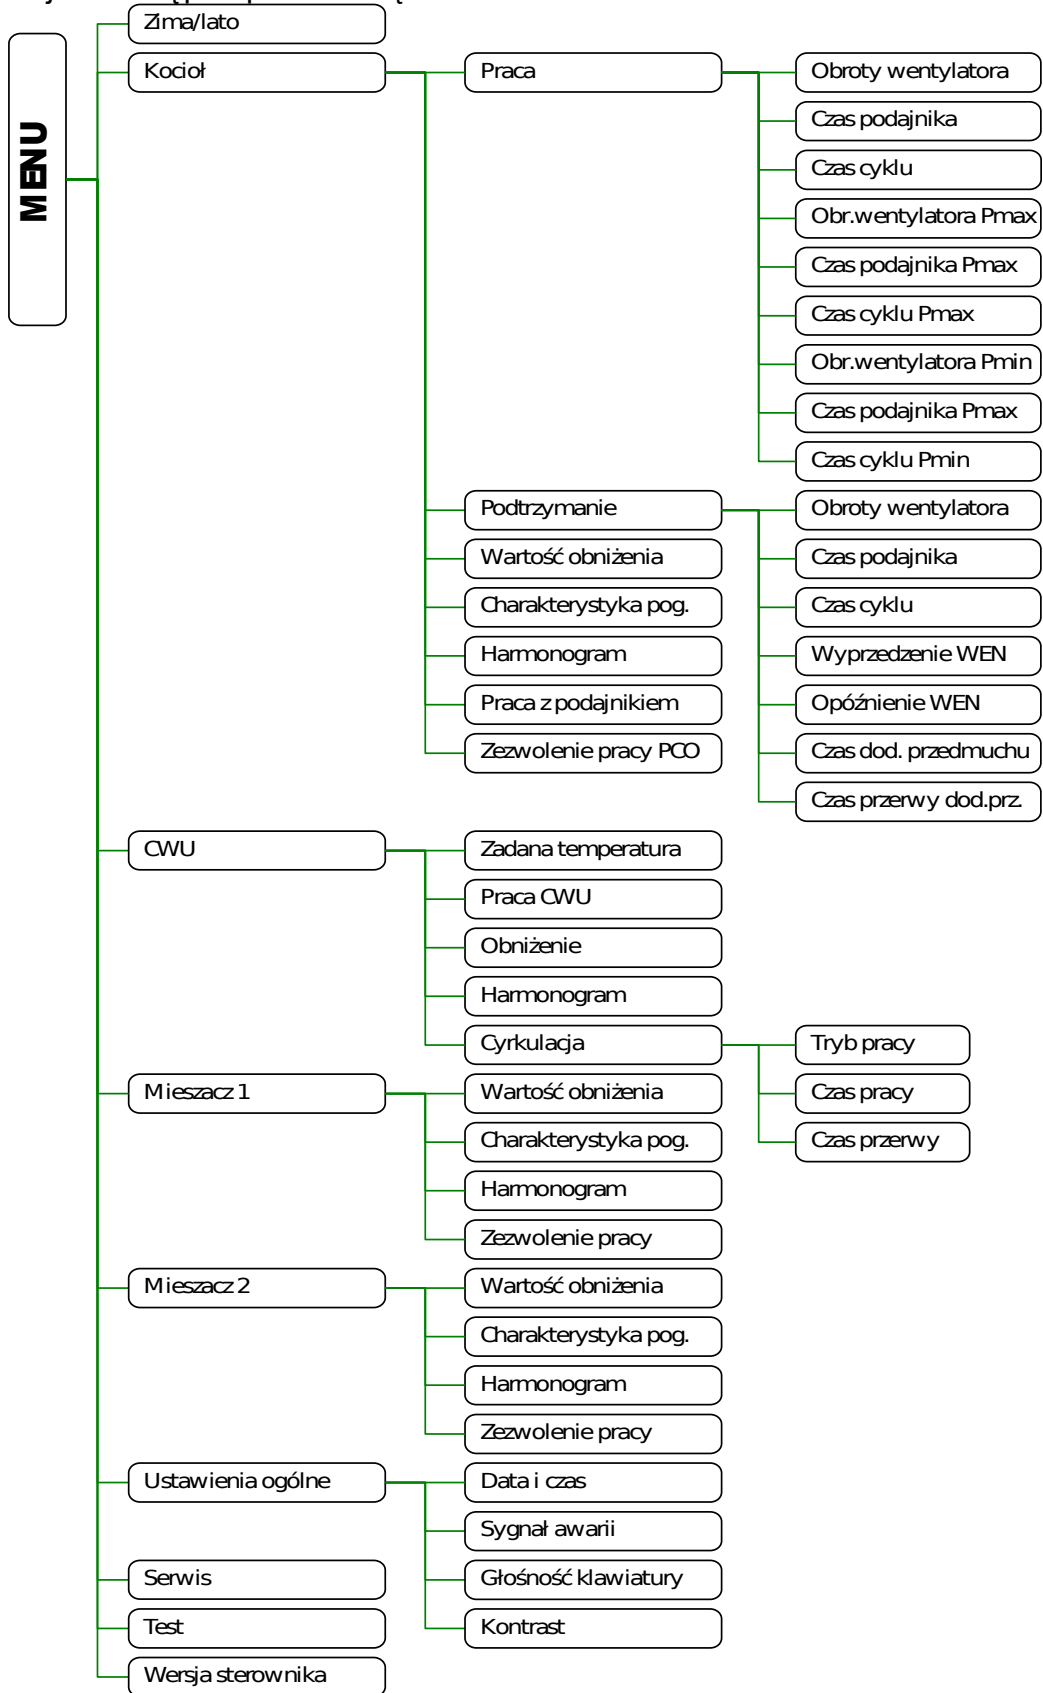 Zima/lato
MENU
Kocioł
Praca
Obroty wentylatora
Czas podajnika
Czas cyklu
Obr.wentylatora Pmax
Czas podajnika Pmax
Czas cyklu Pmax
Obr.wentylatora Pmin
Czas podajnika Pmax
Czas cyklu Pmin
Podtrzymanie
Obroty wentylatora
Czas podajnika
Czas cyklu
Wyprzedzenie WEN
Opóźnienie WEN
Czas dod. przedmuchu
Czas przerwy dod.prz.
Wartość obniżenia
Charakterystyka pog.
Harmonogram
Praca z podajnikiem
Zezwolenie pracy PCO
CWU
Zadana temperatura
Praca CWU
Obniżenie
Harmonogram
Cyrkulacja
Tryb pracy
Czas pracy
Czas przerwy
Mieszacz 1
Wartość obniżenia
Charakterystyka pog.
Harmonogram
Zezwolenie pracy
Mieszacz 2
Wartość obniżenia
Charakterystyka pog.
Harmonogram
Zezwolenie pracy
Ustawienia ogólne
Data i czas
Sygnał awarii
Głośność klawiatury
Kontrast
Serwis
Test
Wersja sterownika